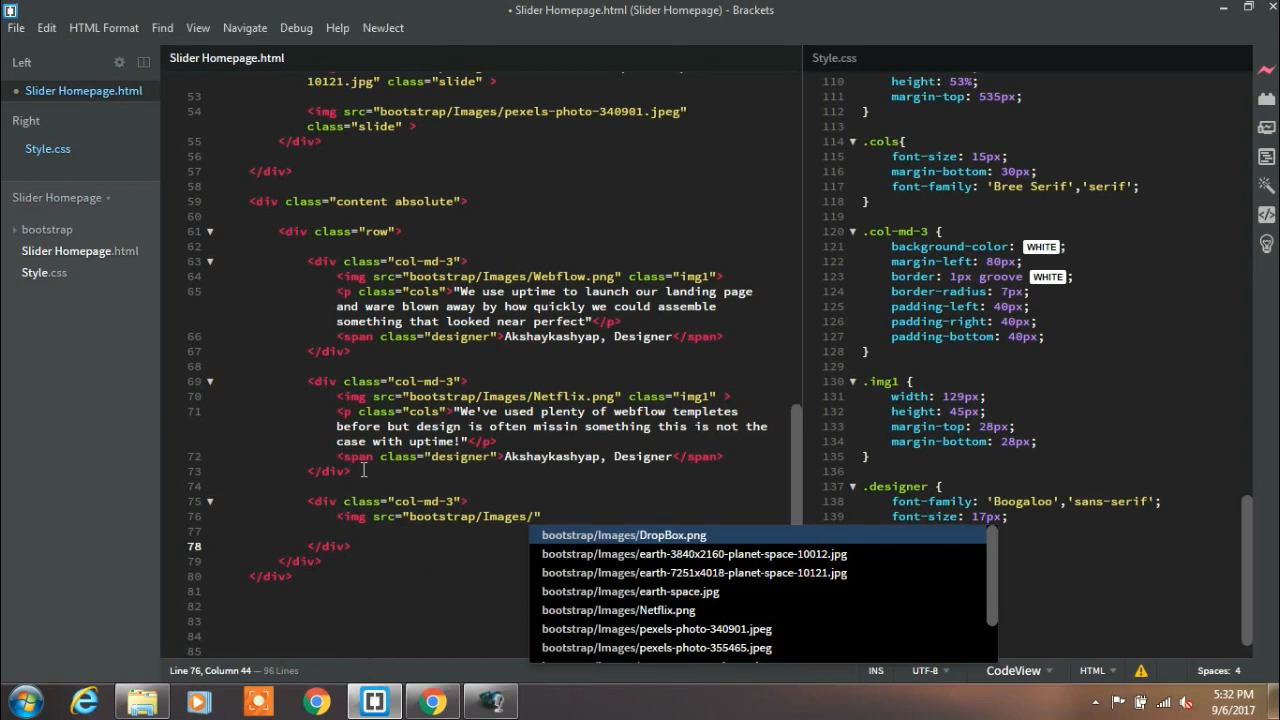 • Slider Homepage.html (Slider Homepage) - Brackets
File Edit HTML Format Find View Navigate Debug Help NewJect
Left
• Slider Homepage.html
Right
Style.css
Slider Homepage
bootstrap
Slider Homepage.html
Style.css
Slider Homepage.html
10121.jpg" class="slide" >
53
54 <img src="bootstrap/Images/pexels-photo-340901.jpeg"
class="slide" >
55 </div>
56
57 </div>
58
59 <div class="content absolute">
60
61 <div class="row">
62
63 <div class="col-md-3">
64 <img src="bootstrap/Images/Webflow.png" class="img1">
65 <p class="cols">"We use uptime to launch our landing page
and ware blown away by how quickly we could assemble
something that looked near perfect"</p>
66 <span class="designer">Akshaykashyap, Designer</span>
67 </div>
68
69 <div class="col-md-3">
70 <img src="bootstrap/Images/Netflix.png" class="img1" >
71 <p class="cols">"We've used plenty of webflow templetes
before but design is often missin something this is not the
case with uptime!"</p>
72 <span class="designer">Akshaykashyap, Designer</span>
73 </div>
74
75 <div class="col-md-3">
76 <img src="bootstrap/Images/"
77
78 </div>
79 </div>
80 </div>
81
82
83
84
85
bootstrap/Images/DropBox.png
bootstrap/Images/earth-3840x2160-planet-space-10012.jpg
bootstrap/Images/earth-7251x4018-planet-space-10121.jpg
bootstrap/Images/earth-space.jpg
bootstrap/Images/Netflix.png
bootstrap/Images/pexels-photo-340901.jpeg
bootstrap/Images/pexels-photo-355465.jpeg
Style.css
110 height: 53%;
111 margin-top: 535px;
112 }
113
114 .cols{
115 font-size: 15px;
116 margin-bottom: 30px;
117 font-family: 'Bree Serif','serif';
118 }
119
120 .col-md-3 {
121 background-color: WHITE;
122 margin-left: 80px;
123 border: 1px groove WHITE;
124 border-radius: 7px;
125 padding-left: 40px;
126 padding-right: 40px;
127 padding-bottom: 40px;
128 }
129
130 .img1 {
131 width: 129px;
132 height: 45px;
133 margin-top: 28px;
134 margin-bottom: 28px;
135 }
136
137 .designer {
138 font-family: 'Boogaloo','sans-serif';
139 font-size: 17px;
Line 76, Column 44 — 96 Lines
INS UTF-8 CodeView HTML Spaces: 4
5:32 PM
9/6/2017